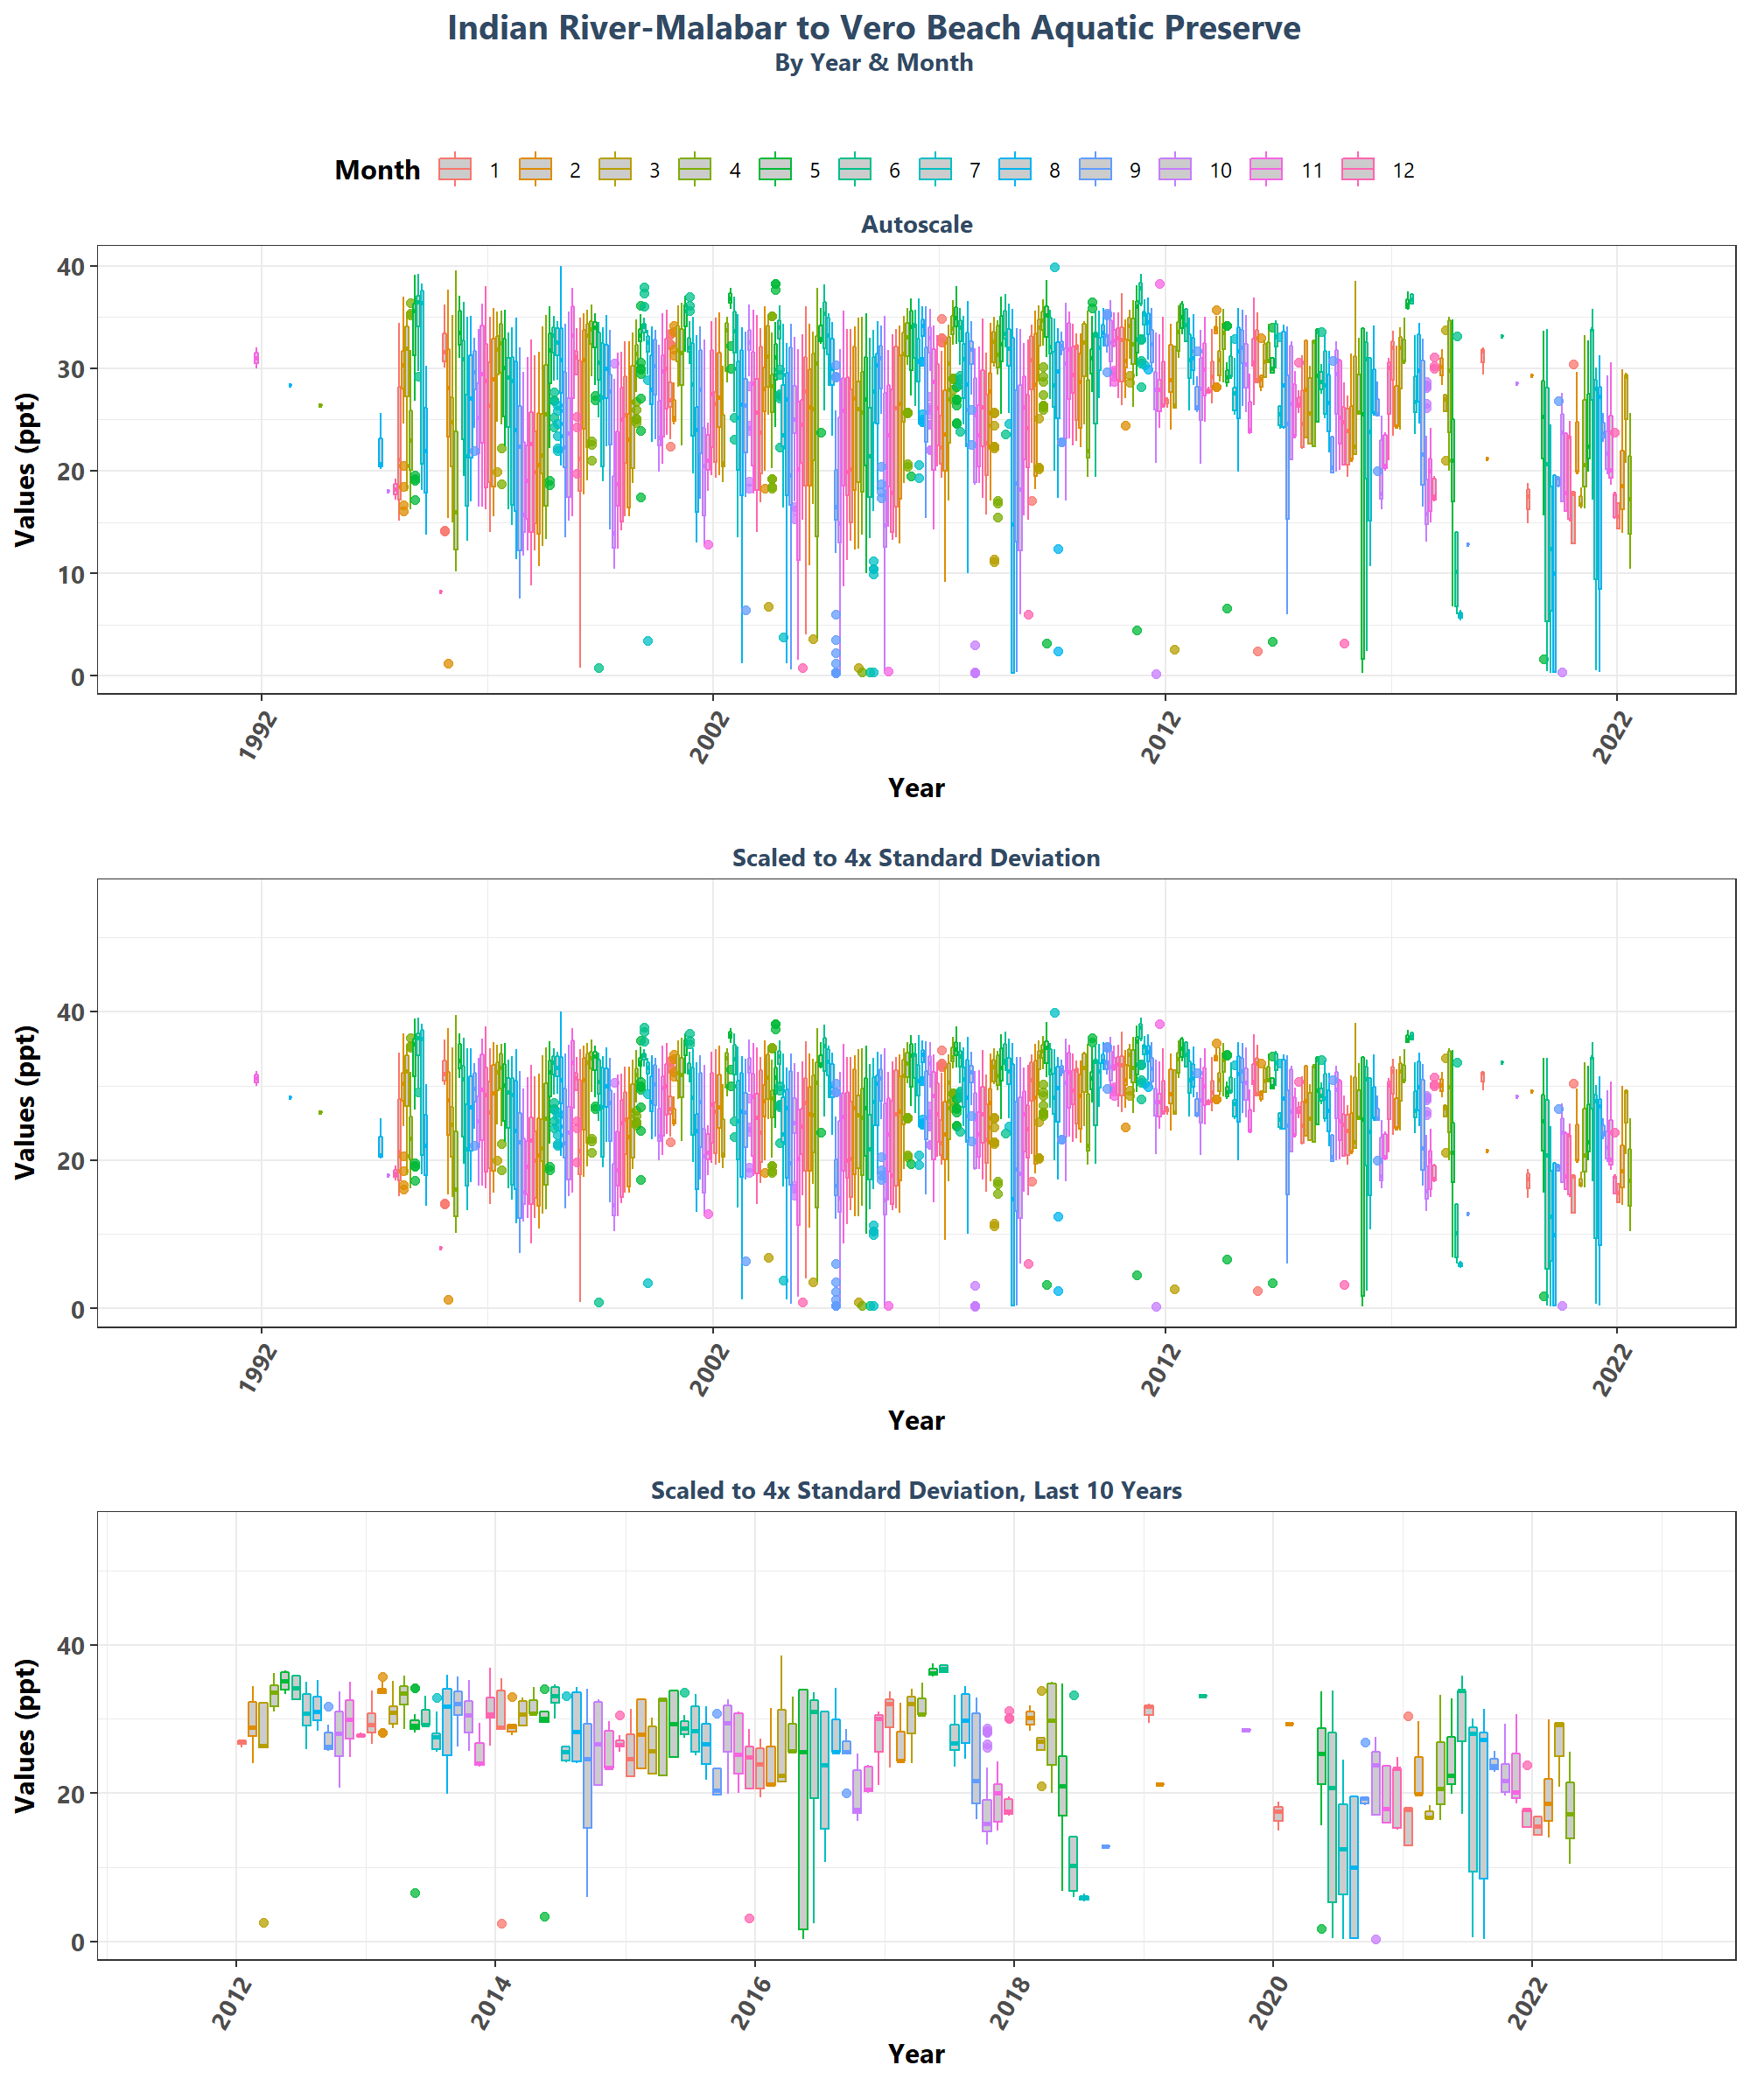 Indian River-Malabar to Vero Beach Aquatic Preserve
By Year & Month
Month 1 2 3 4 5 6 7 8 9 10 11 12
Autoscale
Values (ppt)
40
30
20
10
0
1992 2002 2012 2022
Year
Scaled to 4x Standard Deviation
Values (ppt)
40
20
0
1992 2002 2012 2022
Year
Scaled to 4x Standard Deviation, Last 10 Years
Values (ppt)
40
20
0
2012 2014 2016 2018 2020 2022
Year